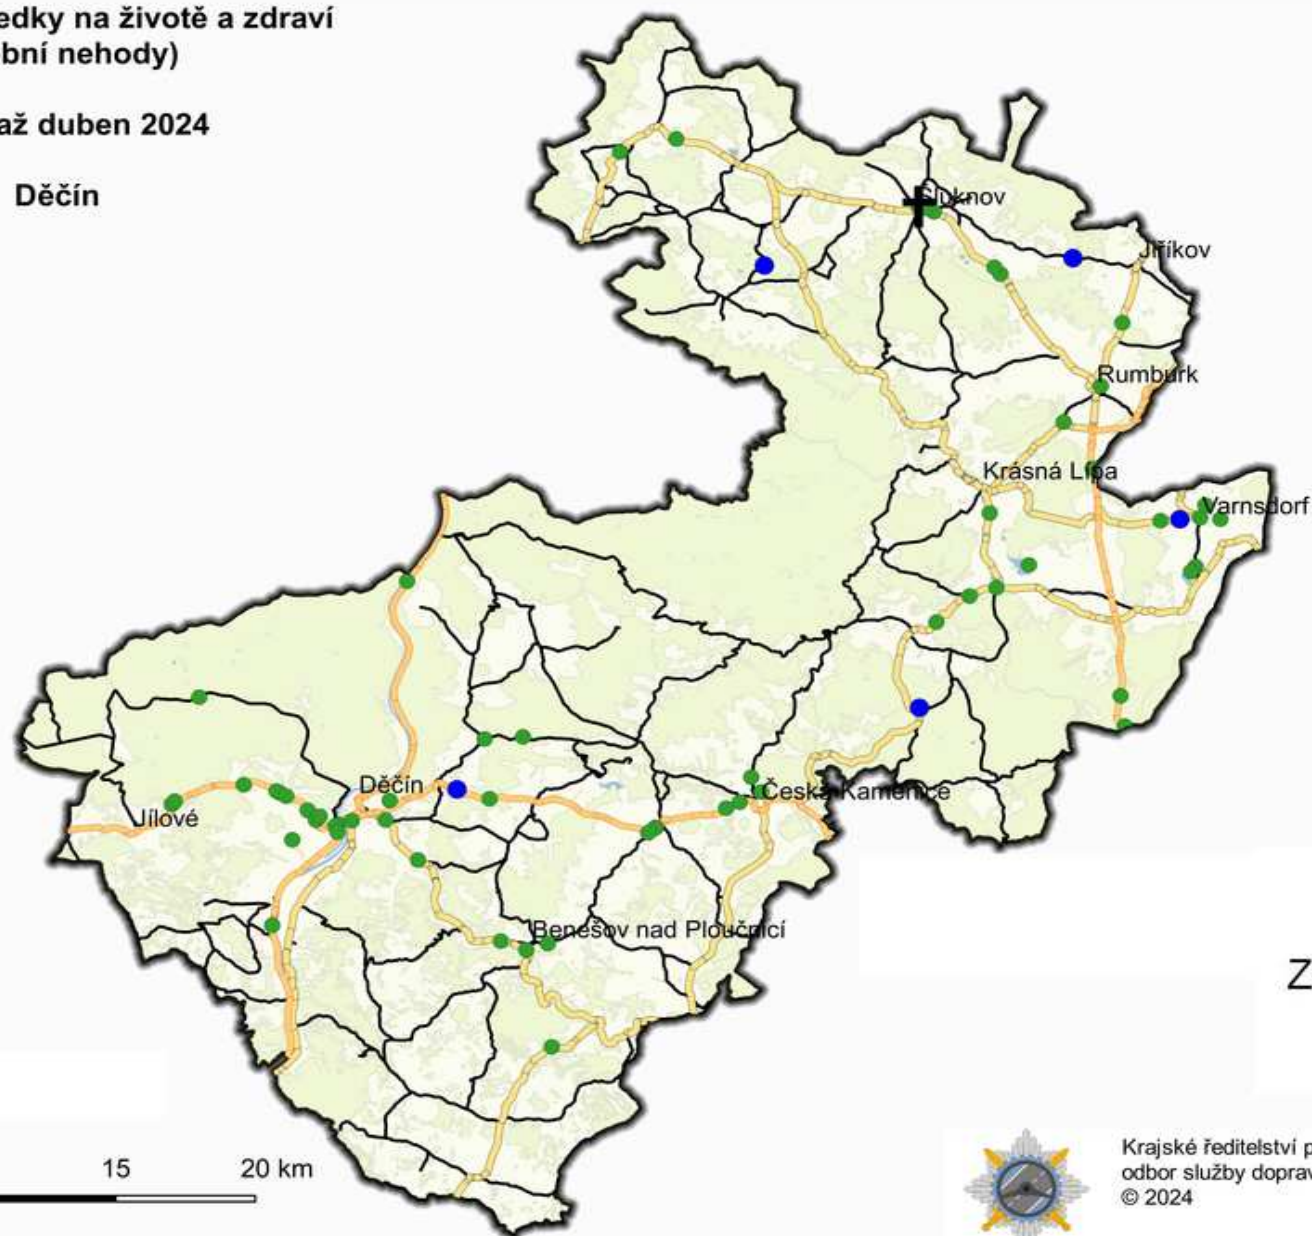 edky na životě a zdraví
bní nehody)
až duben 2024
Děčín
Šluknov
Jiříkov
Rumburk
Krásná Lípa
Varnsdorf
Děčín
Česká Kamenice
Jílové
Benešov nad Ploučnicí
Z
15 20 km
Krajské ředitelství p
odbor služby doprav
© 2024